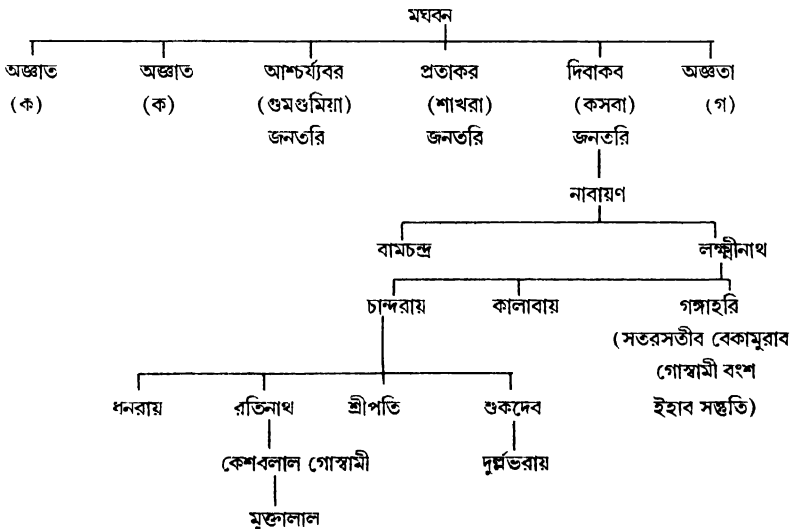 মঘবন
অজ্ঞাত অজ্ঞাত আশ্চর্য্যবর প্রতাকর দিবাকব অজ্ঞতা
(ক) (ক) (গুমগুমিয়া) (শাখরা) (কসবা) (গ)
জনতরি জনতরি জনতরি
নাবায়ণ
বামচন্দ্র লক্ষ্মীনাথ
চান্দরায় কালাবায় গঙ্গাহরি
(সতরসতীব বেকামুরাব
গোস্বামী বংশ
ধনরায় রতিনাথ শ্রীপতি শুকদেব ইহাব সন্তুতি)
কেশবলাল গোস্বামী দুর্ল্লভরায়
মুক্তালাল